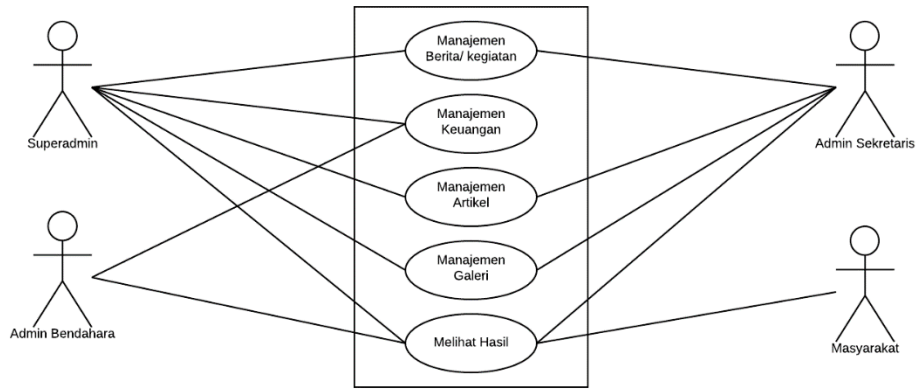 Manajemen
Berita/ kegiatan
Superadmin
Manajemen
Keuangan
Admin Sekretaris
Manajemen
Artikel
Manajemen
Galeri
Admin Bendahara
Melihat Hasil
Masyarakat